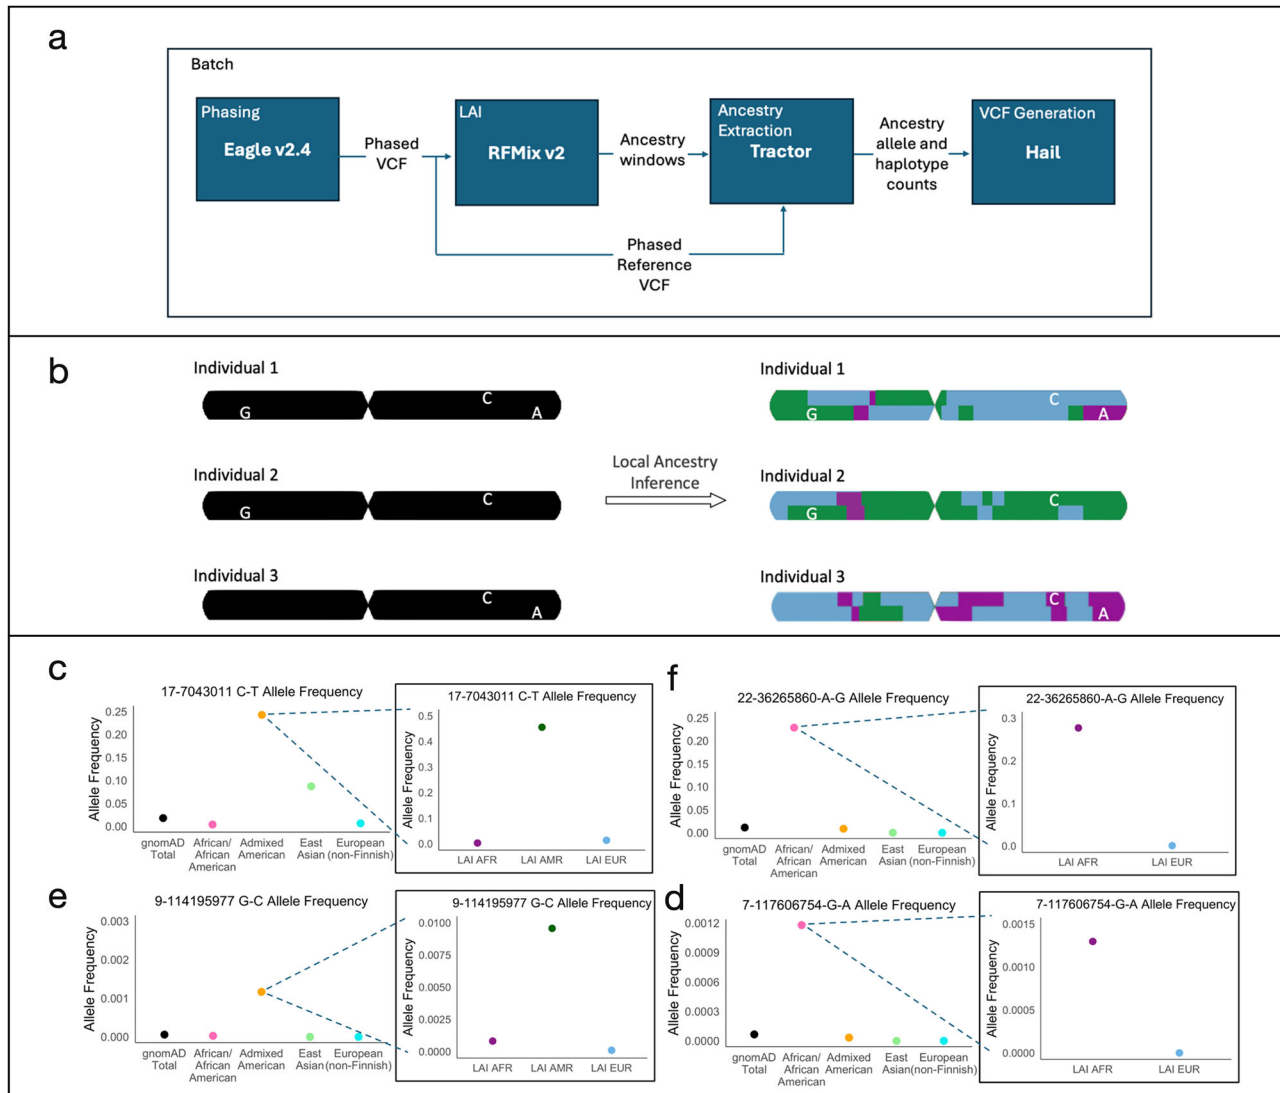 a
Batch
Phasing
Eagle v2.4
Phased
VCF
LAI
RFMix v2
Ancestry
windows
Ancestry
Extraction
Tractor
Ancestry
allele and
haplotype
counts
VCF Generation
Hail
Phased
Reference
VCF
b
Individual 1
G
C
A
Individual 2
G
C
Individual 3
C
A
Local Ancestry
Inference
Individual 1
G
C
A
Individual 2
G
C
Individual 3
C
A
c
17-7043011 C-T Allele Frequency
Allele Frequency
0.25
0.20
0.15
0.10
0.05
0.00
gnomAD
Total
African/
African
American
Admixed
American
East
Asian
European
(non-Finnish)
17-7043011 C-T Allele Frequency
Allele Frequency
0.5
0.4
0.3
0.2
0.1
0.0
LAI AFR
LAI AMR
LAI EUR
f
22-36265860-A-G Allele Frequency
Allele Frequency
0.25
0.20
0.15
0.10
0.05
0.00
gnomAD
Total
African/
African
American
Admixed
American
East
Asian
European
(non-Finnish)
22-36265860-A-G Allele Frequency
Allele Frequency
0.3
0.2
0.1
0.0
LAI AFR
LAI EUR
e
9-114195977 G-C Allele Frequency
Allele Frequency
0.003
0.002
0.001
0.000
gnomAD
Total
African/
African
American
Admixed
American
East
Asian
European
(non-Finnish)
9-114195977 G-C Allele Frequency
Allele Frequency
0.0100
0.0075
0.0050
0.0025
0.0000
LAI AFR
LAI AMR
LAI EUR
d
7-117606754-G-A Allele Frequency
Allele Frequency
0.0012
0.0009
0.0006
0.0003
0.0000
gnomAD
Total
African/
African
American
Admixed
American
East
Asian
European
(non-Finnish)
7-117606754-G-A Allele Frequency
Allele Frequency
0.0015
0.0010
0.0005
0.0000
LAI AFR
LAI EUR